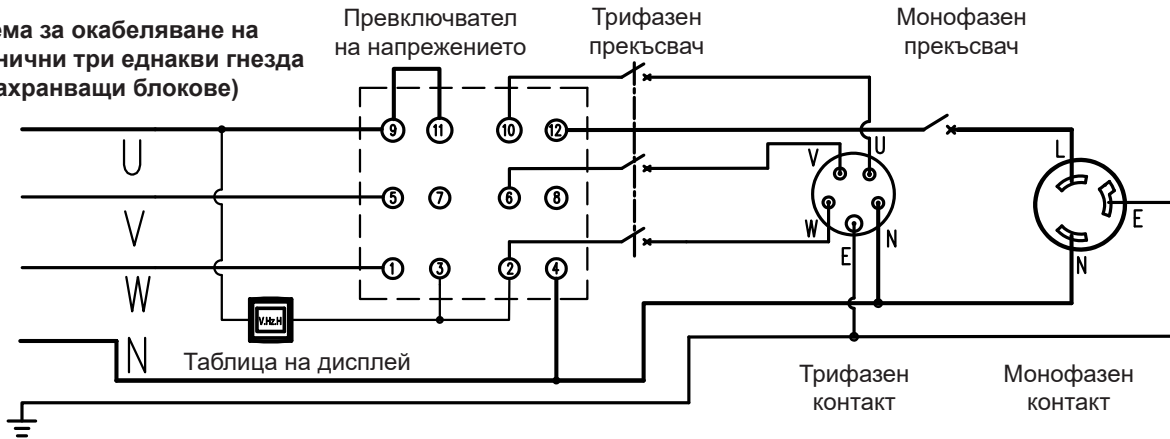 ема за окабеляване на
нични три еднакви гнезда
ахранващи блокове)
Превключвател
на напрежението
Трифазен
прекъсвач
Монофазен
прекъсвач
9 11 10 12
U
V U
L
5 7 6 8
V
W
E N
E
N
1 3 2 4
W
V.Hz.H
N
Таблица на дисплей
Трифазен
контакт
Монофазен
контакт